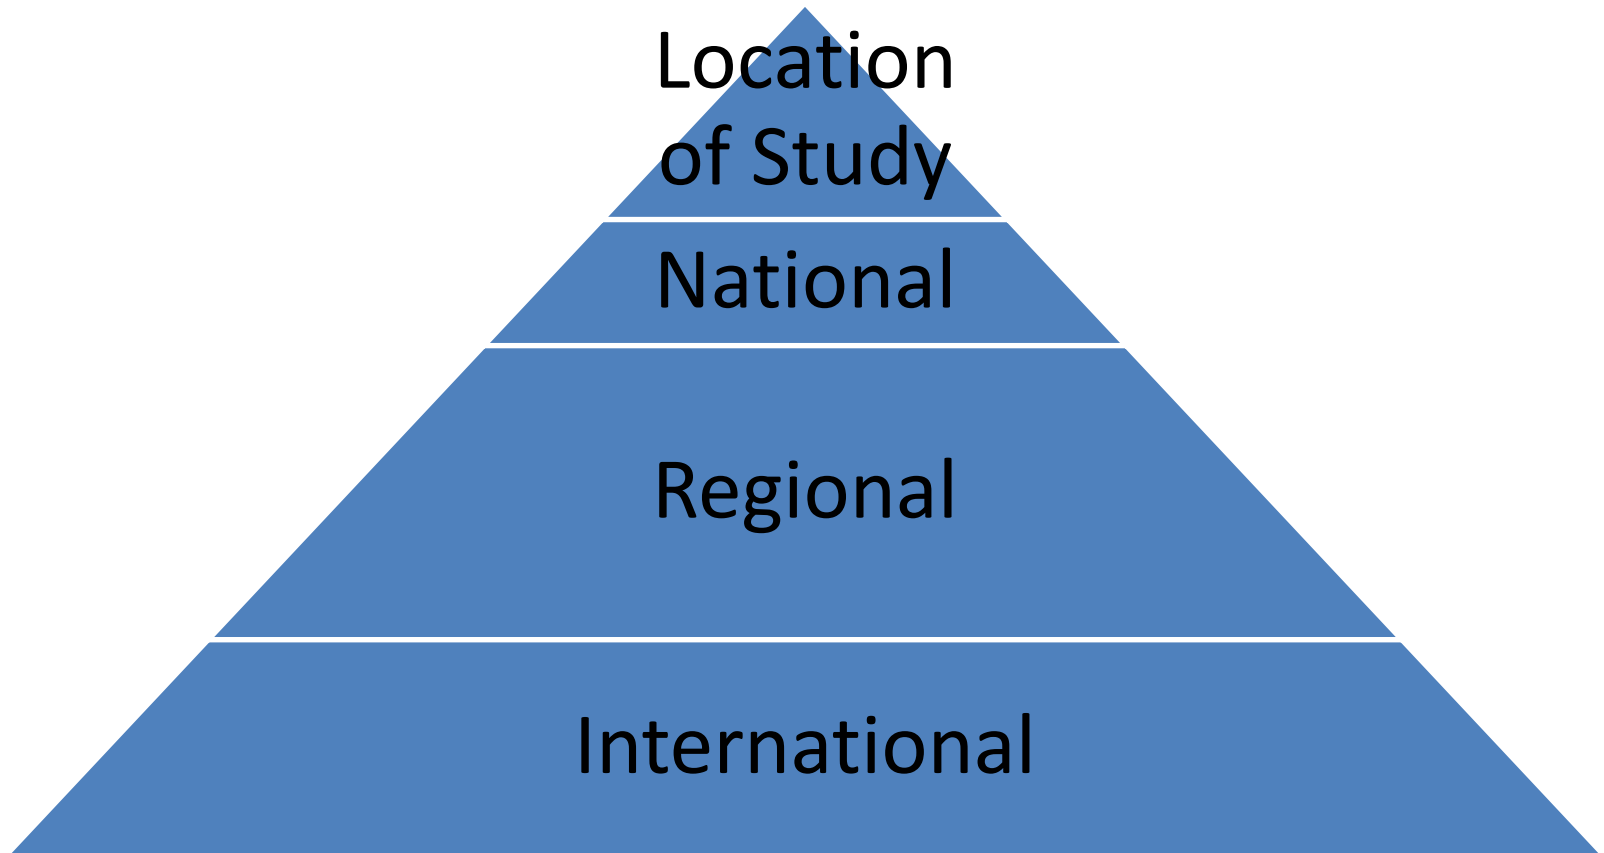 Location
of Study
National
Regional
International